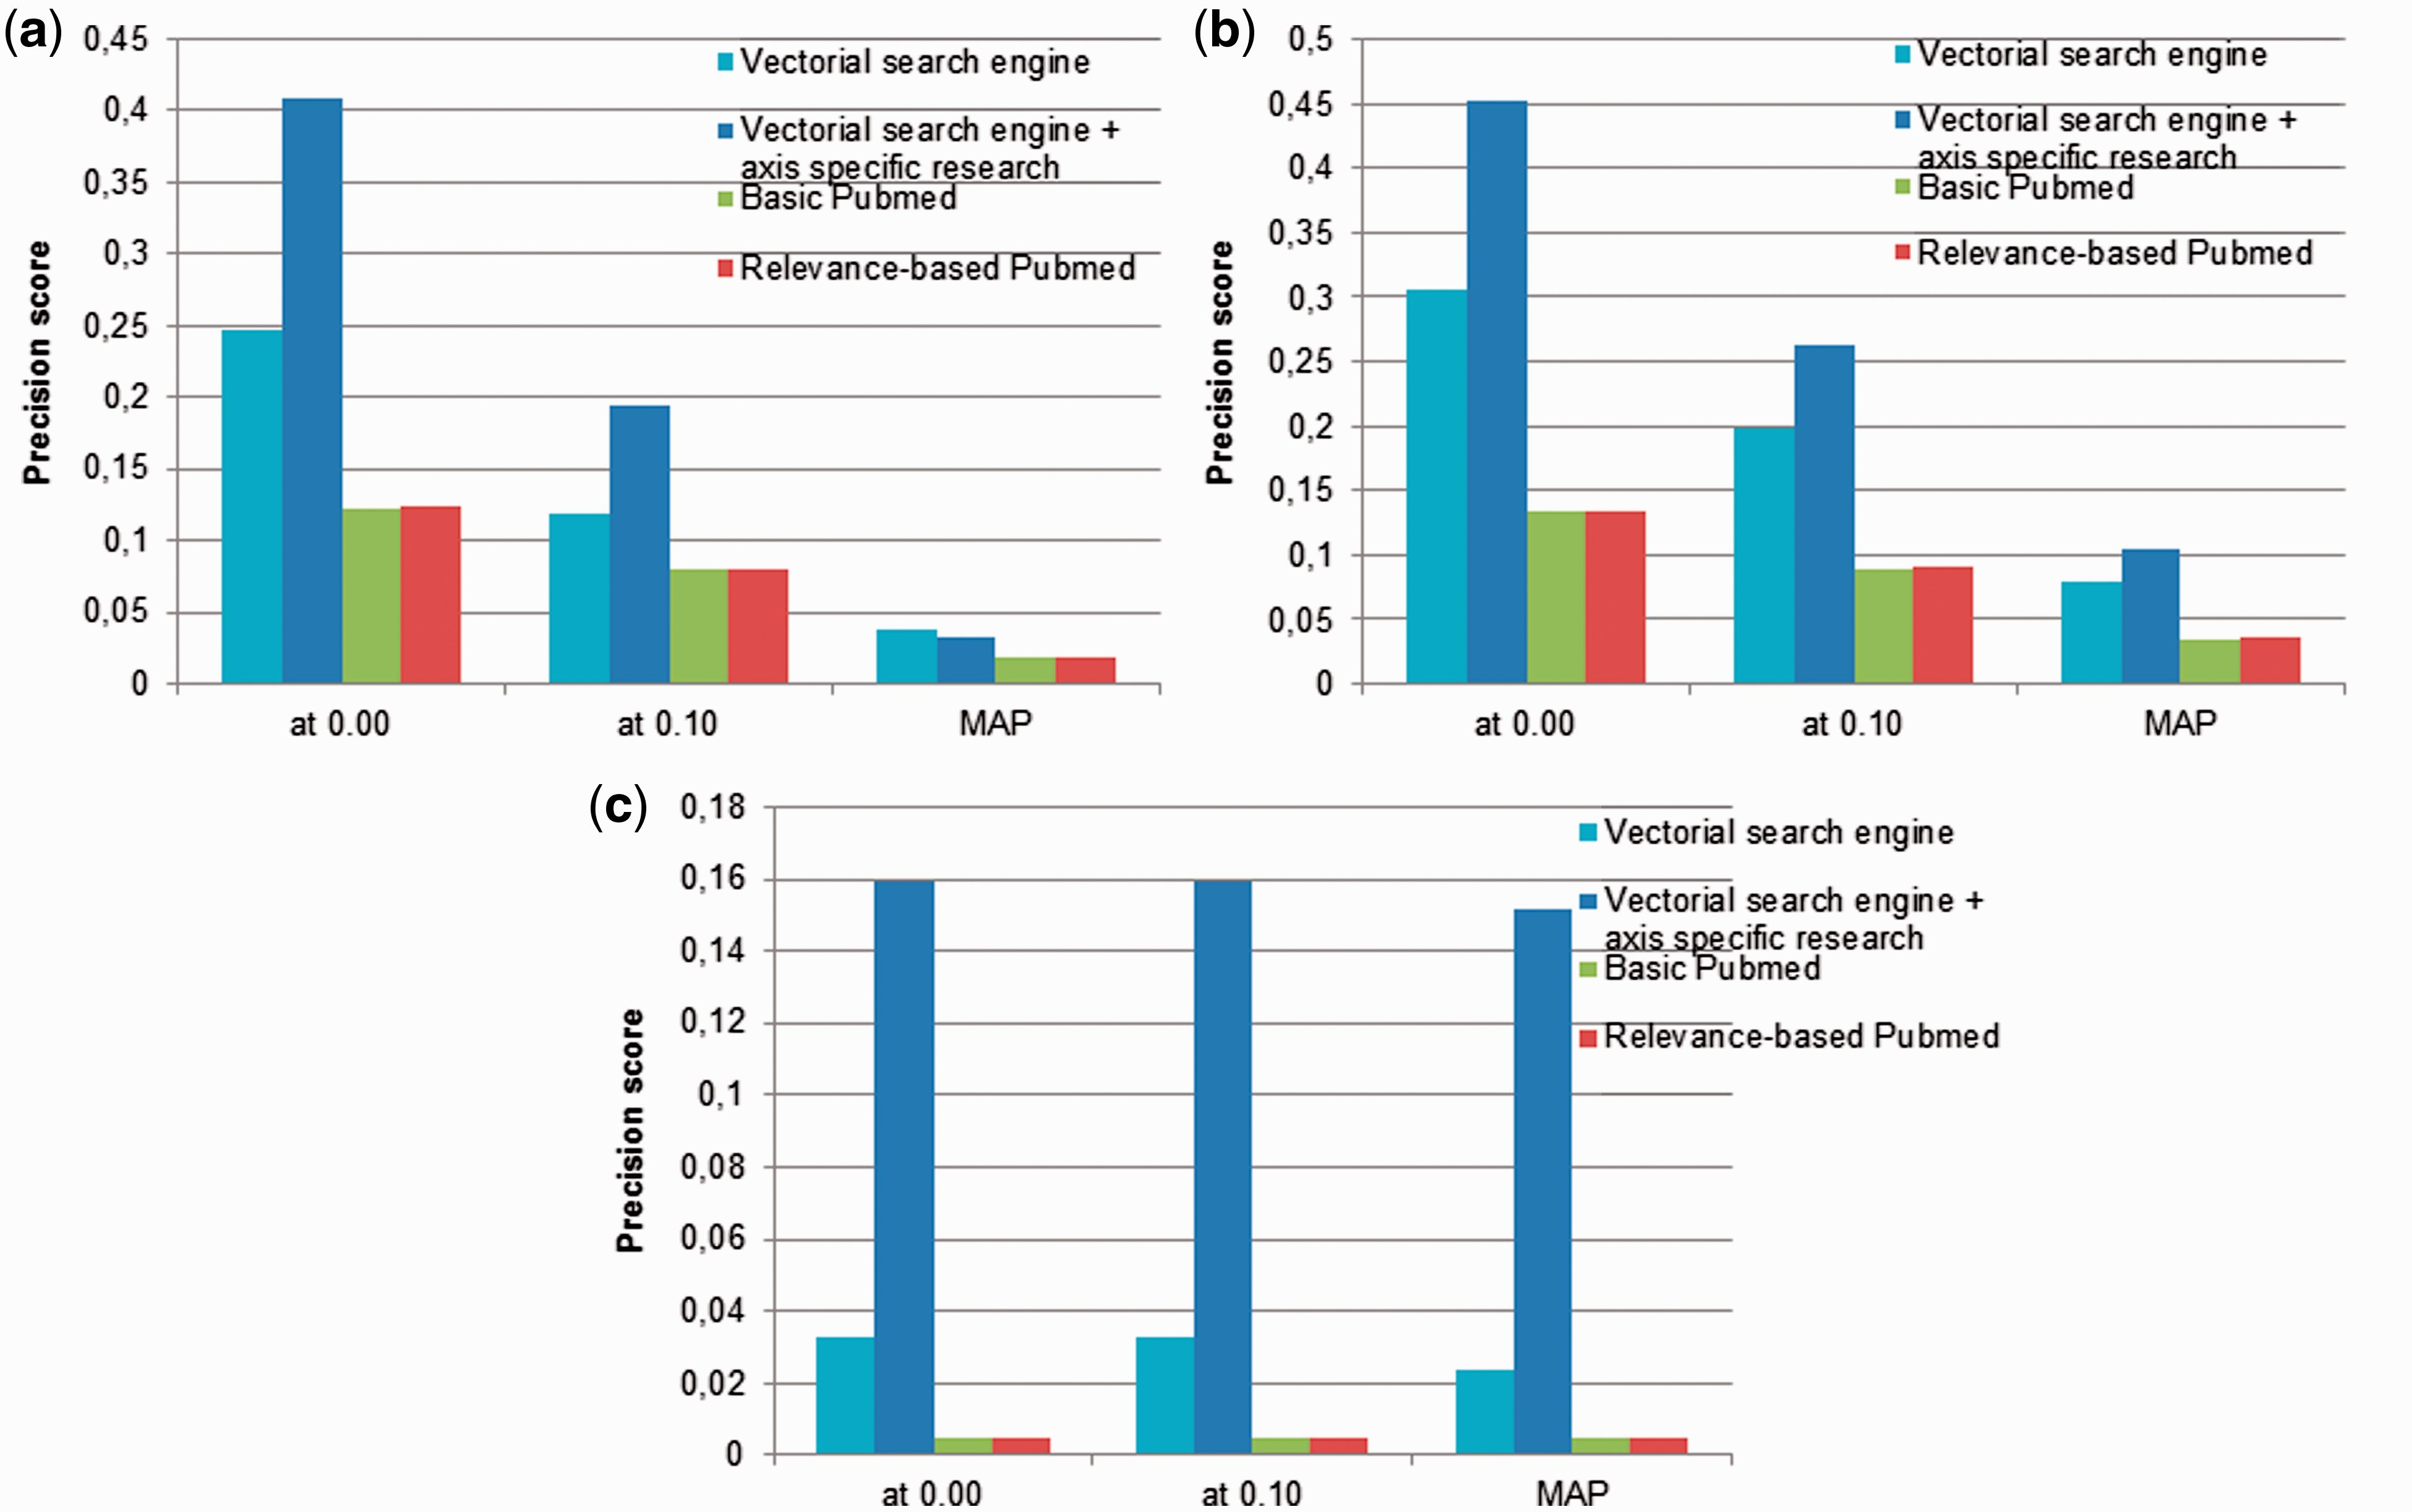 (a)
0,45
0,4
0,35
0,3
0,25
0,2
0,15
0,1
0,05
0
Precision score
Vectorial search engine
Vectorial search engine +
axis specific research
Basic Pubmed
Relevance-based Pubmed
at 0.00
at 0.10
MAP
(b)
0,5
0,45
0,4
0,35
0,3
0,25
0,2
0,15
0,1
0,05
0
Precision score
Vectorial search engine
Vectorial search engine +
axis specific research
Basic Pubmed
Relevance-based Pubmed
at 0.00
at 0.10
MAP
(c)
0,18
0,16
0,14
0,12
0,1
0,08
0,06
0,04
0,02
0
Precision score
Vectorial search engine
Vectorial search engine +
axis specific research
Basic Pubmed
Relevance-based Pubmed
at 0.00
at 0.10
MAP